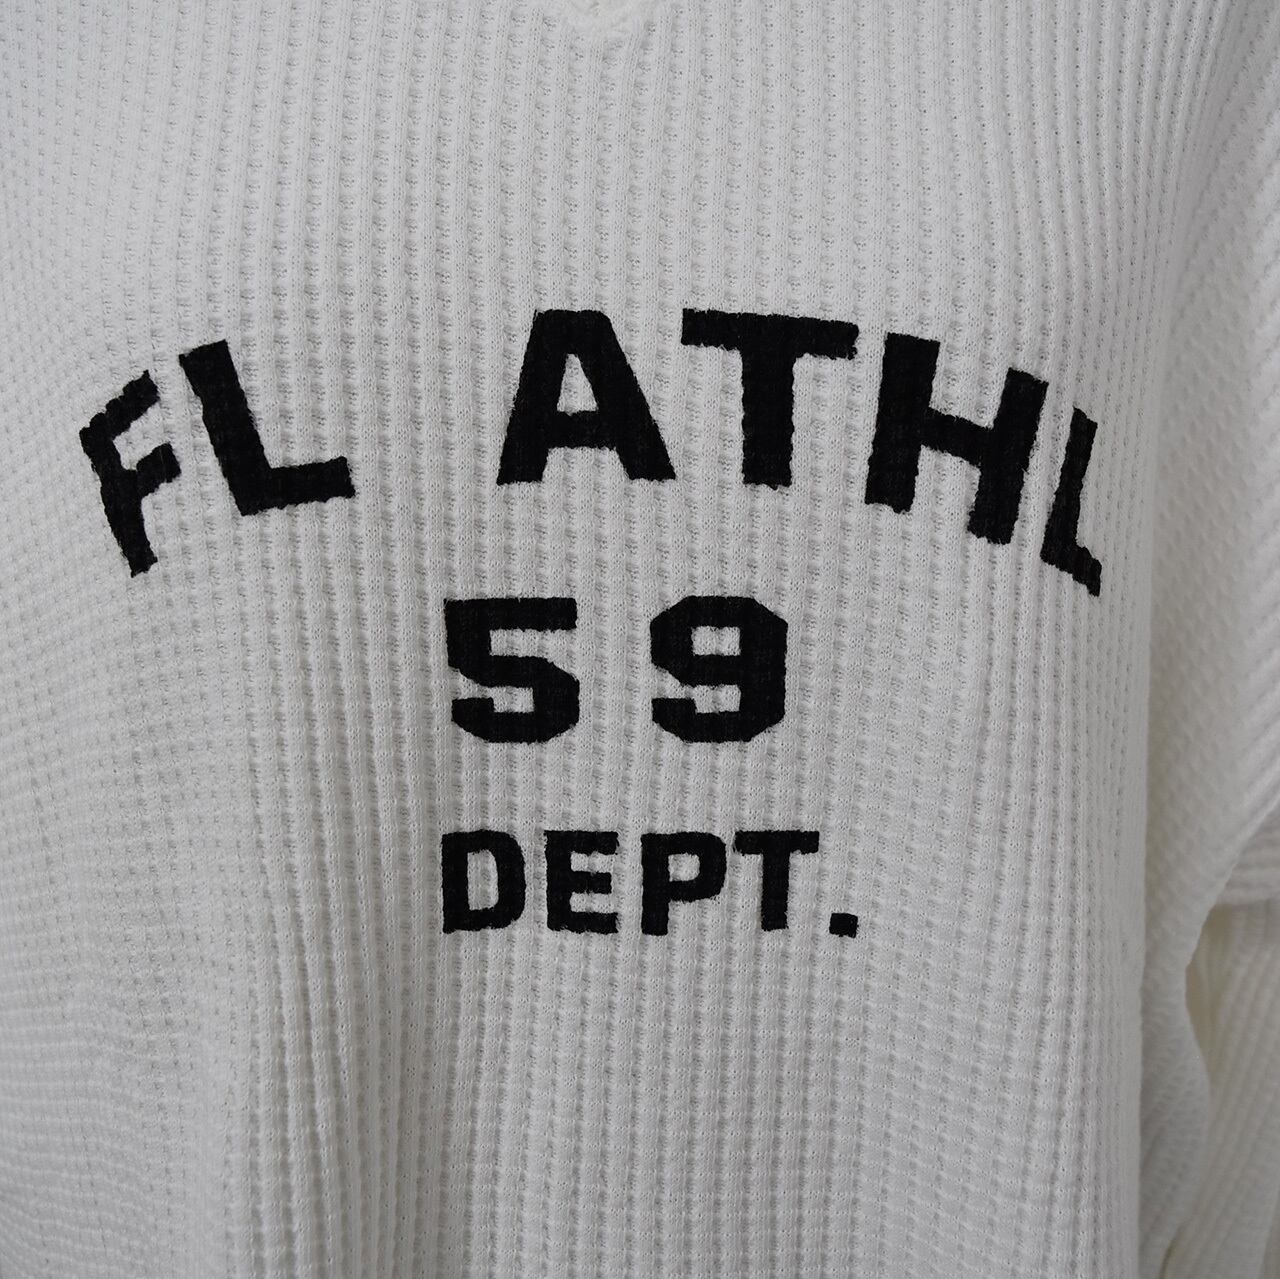 FL ATHL
59
DEPT.